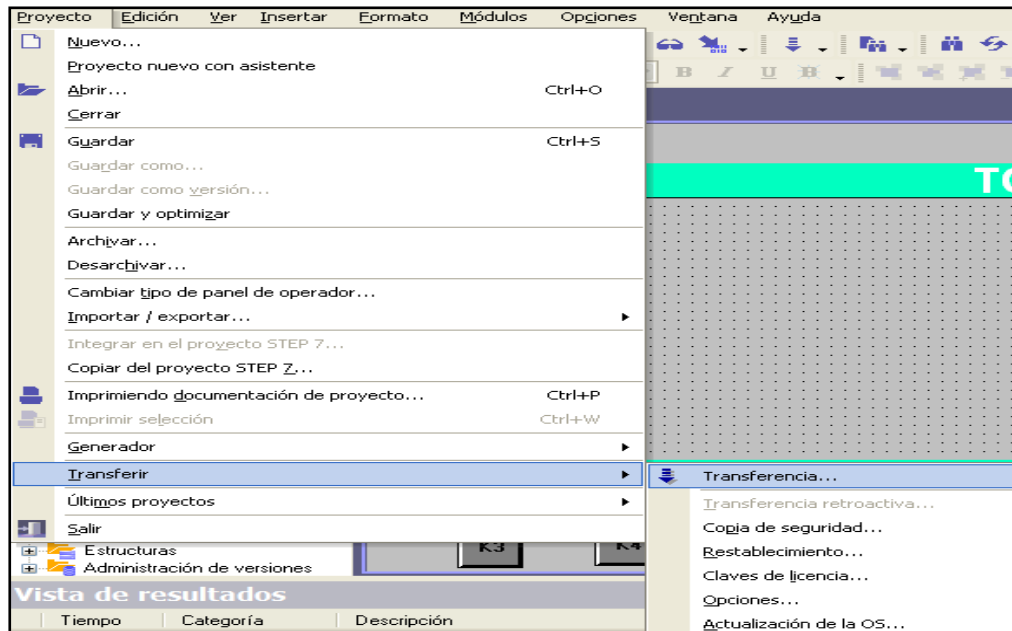 Proyecto Edición Ver Insertar Formato Módulos Opciones Ventana Ayuda
Nuevo...
Proyecto nuevo con asistente
Abrir... Ctrl+O
Cerrar
Guardar Ctrl+S
Guardar como...
Guardar como versión...
Guardar y optimizar
Archivar...
Desarchivar...
Cambiar tipo de panel de operador...
Importar / exportar...
Integrar en el proyecto STEP 7...
Copiar del proyecto STEP 7...
Imprimiendo documentación de proyecto... Ctrl+P
Imprimir selección Ctrl+W
Generador
Transferir
Últimos proyectos
Salir
B I U
Transferencia...
Transferencia retroactiva...
Copia de seguridad...
Restablecimiento...
Claves de licencia...
Opciones...
Actualización de la OS...
Estructuras
Administración de versiones
K3 K4
Vista de resultados
Tiempo Categoría Descripción